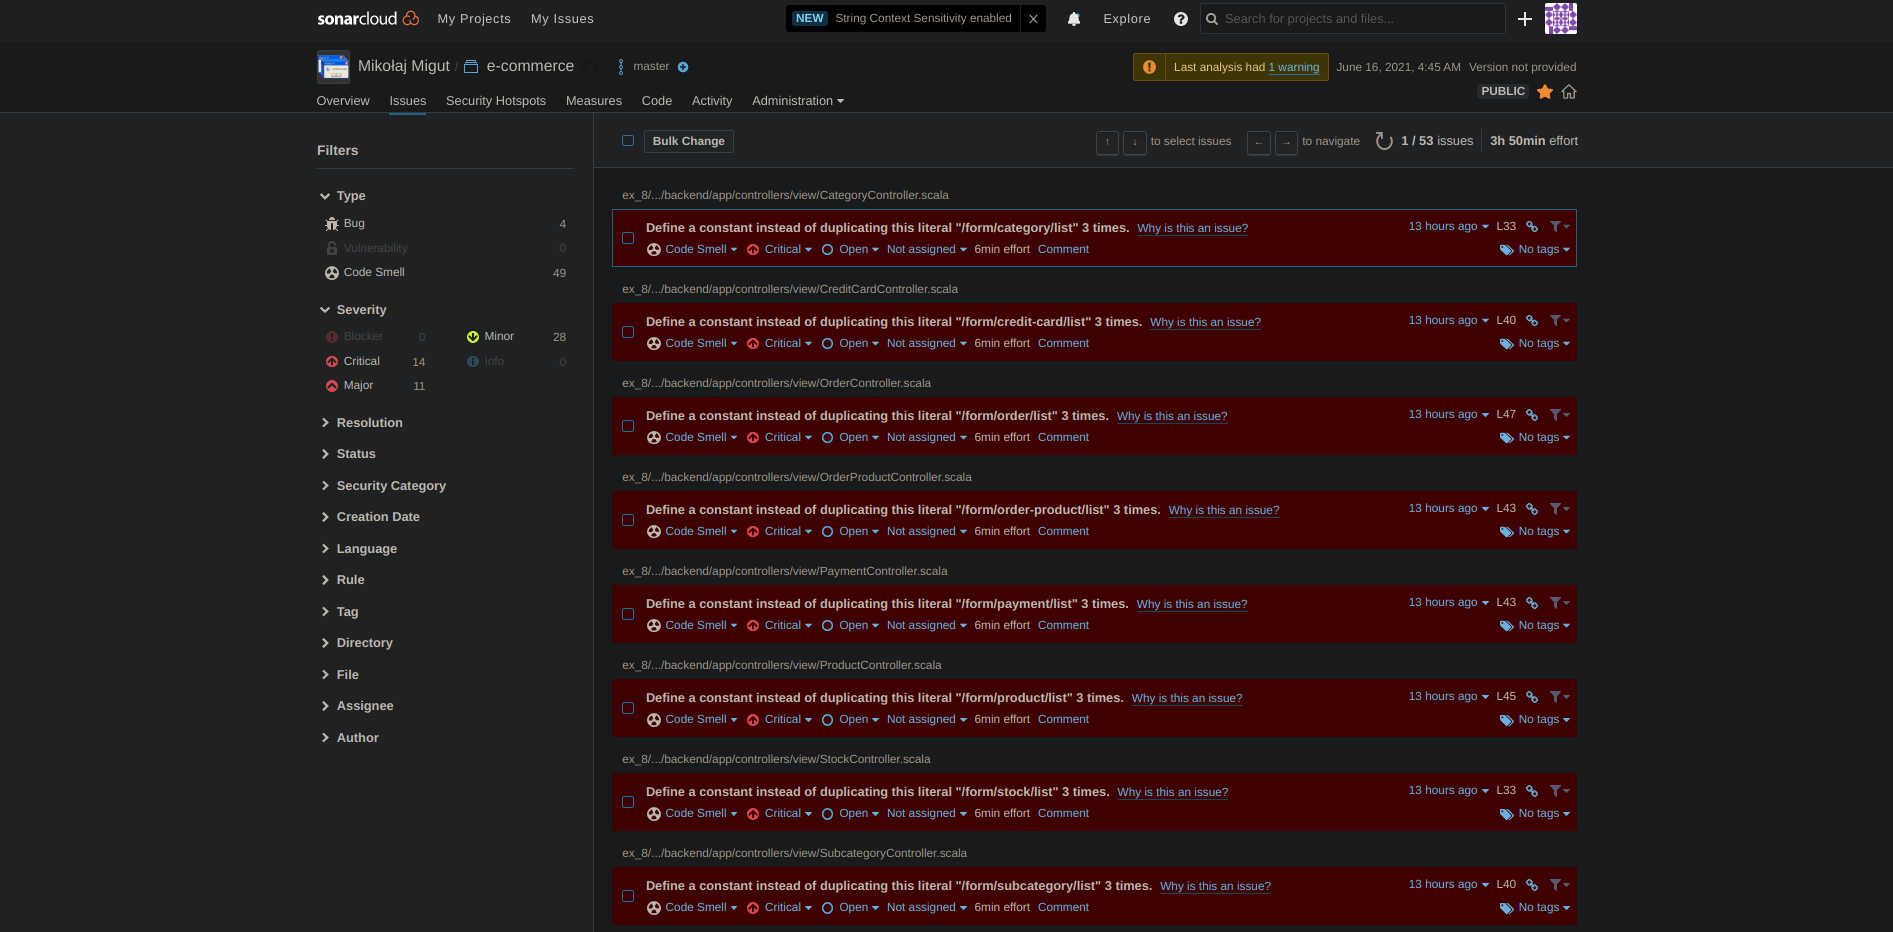 sonarcloud My Projects My Issues NEW String Context Sensitivity enabled Explore Search for projects and files...
Mikołaj Migut / e-commerce master Last analysis had 1 warning June 16, 2021, 4:45 AM Version not provided
PUBLIC
Overview Issues Security Hotspots Measures Code Activity Administration
Filters
Type
Bug 4
Vulnerability 0
Code Smell 49
Severity
Blocker 0 Minor 28
Critical 14 Info 0
Major 11
Resolution
Status
Security Category
Creation Date
Language
Rule
Tag
Directory
File
Assignee
Author
Bulk Change ↑ ↓ to select issues ← → to navigate 1 / 53 issues 3h 50min effort
ex_8/.../backend/app/controllers/view/CategoryController.scala
Define a constant instead of duplicating this literal "/form/category/list" 3 times. Why is this an issue? 13 hours ago L33
Code Smell Critical Open Not assigned 6min effort Comment No tags
ex_8/.../backend/app/controllers/view/CreditCardController.scala
Define a constant instead of duplicating this literal "/form/credit-card/list" 3 times. Why is this an issue? 13 hours ago L40
Code Smell Critical Open Not assigned 6min effort Comment No tags
ex_8/.../backend/app/controllers/view/OrderController.scala
Define a constant instead of duplicating this literal "/form/order/list" 3 times. Why is this an issue? 13 hours ago L47
Code Smell Critical Open Not assigned 6min effort Comment No tags
ex_8/.../backend/app/controllers/view/OrderProductController.scala
Define a constant instead of duplicating this literal "/form/order-product/list" 3 times. Why is this an issue? 13 hours ago L43
Code Smell Critical Open Not assigned 6min effort Comment No tags
ex_8/.../backend/app/controllers/view/PaymentController.scala
Define a constant instead of duplicating this literal "/form/payment/list" 3 times. Why is this an issue? 13 hours ago L43
Code Smell Critical Open Not assigned 6min effort Comment No tags
ex_8/.../backend/app/controllers/view/ProductController.scala
Define a constant instead of duplicating this literal "/form/product/list" 3 times. Why is this an issue? 13 hours ago L45
Code Smell Critical Open Not assigned 6min effort Comment No tags
ex_8/.../backend/app/controllers/view/StockController.scala
Define a constant instead of duplicating this literal "/form/stock/list" 3 times. Why is this an issue? 13 hours ago L33
Code Smell Critical Open Not assigned 6min effort Comment No tags
ex_8/.../backend/app/controllers/view/SubcategoryController.scala
Define a constant instead of duplicating this literal "/form/subcategory/list" 3 times. Why is this an issue? 13 hours ago L40
Code Smell Critical Open Not assigned 6min effort Comment No tags